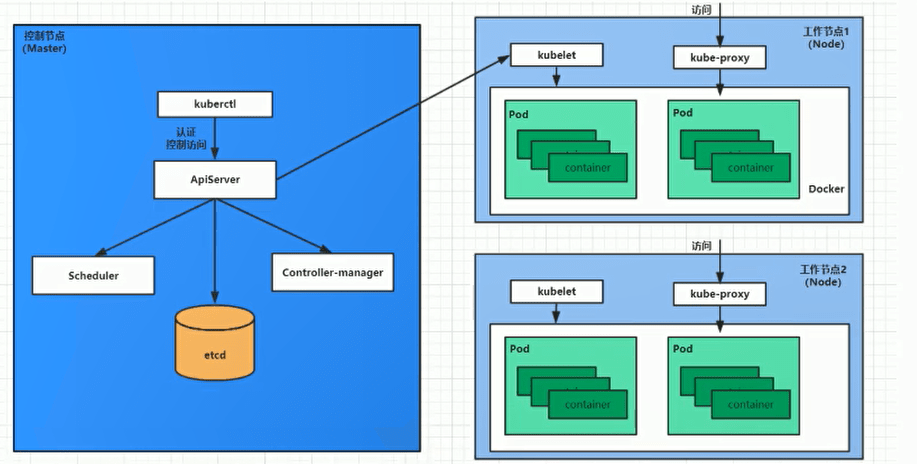 控制节点
(Master)
kuberctl
认证
控制访问
ApiServer
Scheduler
Controller-manager
etcd
访问
工作节点1
(Node)
kubelet
kube-proxy
Pod
container
Pod
container
Docker
访问
工作节点2
(Node)
kubelet
kube-proxy
Pod
container
Pod
container